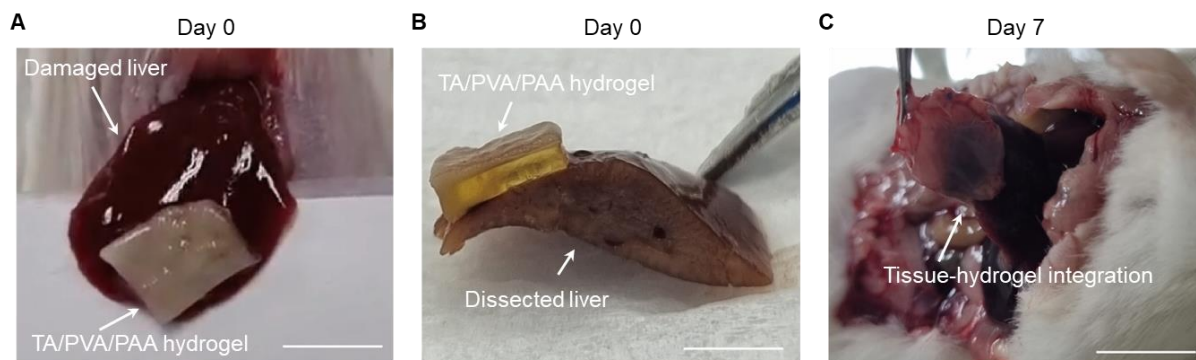 A
Day 0
Damaged liver
TA/PVA/PAA hydrogel
B
Day 0
TA/PVA/PAA hydrogel
Dissected liver
C
Day 7
Tissue-hydrogel integration